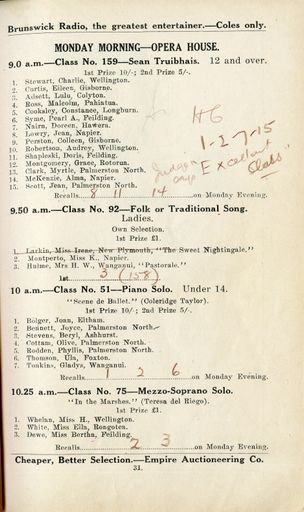 Brunswick Radio, the greatest entertainer.—Coles only.
MONDAY MORNING—OPERA HOUSE.
9.0 a.m.—Class No. 159—Sean Truibhais. 12 and over.
1st Prize 10/-; 2nd Prize 5/-.
1. Stewart, Charlie, Wellington.
2. Curtis, Eileen, Gisborne.
3. Adsett, Lulu, Colyton.
4. Ross, Malcolm, Pahiatua.
5. Cookaley, Constance, Longburn.
6. Syme, Pearl A., Feilding.
7. Naira, Doreen, Hawera.
8. Lowry, Jean, Napier.
9. Perston, Colleen, Gisborne.
10. Robertson, Audrey, Wellington.
11. Shapleski, Doris, Feilding.
12. Montgomery, Grace, Hotorua.
13. Clark, Myrtle, Palmerston North.
14. McKenzie, Alma, Napier.
15. Scott, Jean, Palmerston North.
Recalls 8 11 14 on Monday Evening.
H6
1-2-7-15
Judges says Excellent Class"
9.50 a.m.—Class No. 92—Folk or Traditional Song.
Ladies.
Own Selection.
1st Prize £1.
1. Larkin, Miss Irene, New Plymouth, "The Sweet Nightingale."
2. Montperto, Miss K., Napier.
3. Hulme, Mrs H. W., Wanganui, "Pastorale."
1st 3 (158)
10 a.m.—Class No. 51—Piano Solo. Under 14.
"Scene de Ballet." (Coleridge Taylor).
1st Prize 10/-; 2nd Prize 5/-.
1. Bolger, Joan, Eltham.
2. Bennett, Joyce, Palmerston North.
3. Stevens, Beryl, Ashhurst.
4. Cottam, Olive, Palmerston North.
5. Rodden, Phyllis, Palmerston North.
6. Thomson, Ula, Foxton.
7. Tonkins, Gladys, Wanganui.
Recalls 1 2 6 on Monday Evening.
10.25 a.m.—Class No. 75—Mezzo-Soprano Solo.
"In the Marshes." (Teresa del Riego).
1st Prize £1.
1. Whelan, Miss H., Wellington.
2. White, Miss Ella, Rongotea.
3. Dewe, Miss Bertha, Feilding.
Recalls 2 3 on Monday Evening.
Cheaper, Better Selection.—Empire Auctioneering Co.
31.